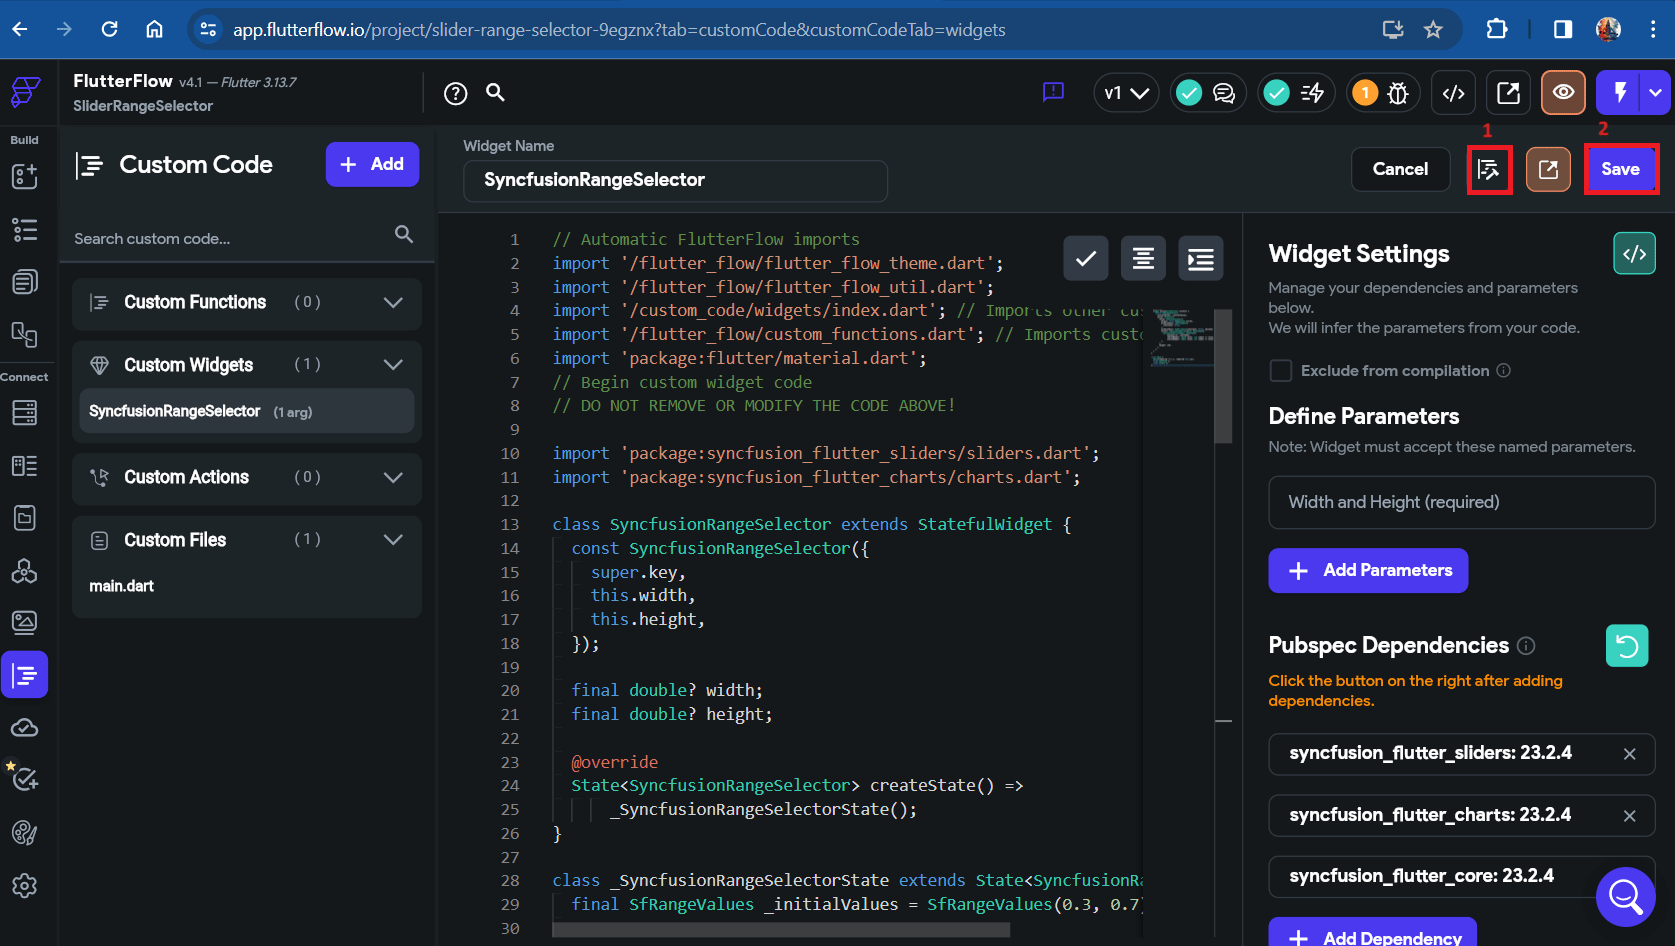 app.flutterflow.io/project/slider-range-selector-9egznx?tab=customCode&customCodeTab=widgets
FlutterFlow v4.1 — Flutter 3.13.7
SliderRangeSelector
v1
1
Build
Connect
Custom Code
+ Add
Search custom code...
Custom Functions ( 0 )
Custom Widgets ( 1 )
SyncfusionRangeSelector (1 arg)
Custom Actions ( 0 )
Custom Files ( 1 )
main.dart
Widget Name
SyncfusionRangeSelector
1
2
Cancel
Save
1 // Automatic FlutterFlow imports
2 import '/flutter_flow/flutter_flow_theme.dart';
3 import '/flutter_flow/flutter_flow_util.dart';
4 import '/custom_code/widgets/index.dart'; // Imports other cus
5 import '/flutter_flow/custom_functions.dart'; // Imports custo
6 import 'package:flutter/material.dart';
7 // Begin custom widget code
8 // DO NOT REMOVE OR MODIFY THE CODE ABOVE!
9
10 import 'package:syncfusion_flutter_sliders/sliders.dart';
11 import 'package:syncfusion_flutter_charts/charts.dart';
12
13 class SyncfusionRangeSelector extends StatefulWidget {
14 const SyncfusionRangeSelector({
15 super.key,
16 this.width,
17 this.height,
18 });
19
20 final double? width;
21 final double? height;
22
23 @override
24 State<SyncfusionRangeSelector> createState() =>
25 _SyncfusionRangeSelectorState();
26 }
27
28 class _SyncfusionRangeSelectorState extends State<SyncfusionRa
29 final SfRangeValues _initialValues = SfRangeValues(0.3, 0.7)
30
Widget Settings
</>
Manage your dependencies and parameters
below.
We will infer the parameters from your code.
Exclude from compilation
Define Parameters
Note: Widget must accept these named parameters.
Width and Height (required)
+ Add Parameters
Pubspec Dependencies
Click the button on the right after adding
dependencies.
syncfusion_flutter_sliders: 23.2.4
syncfusion_flutter_charts: 23.2.4
syncfusion_flutter_core: 23.2.4
+ Add Dependency